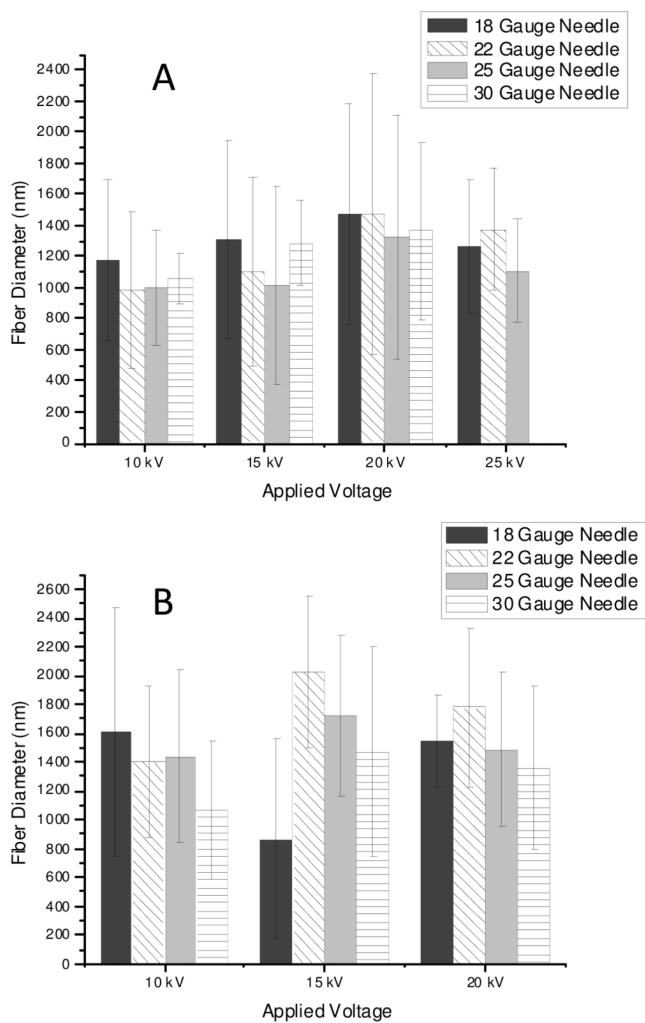 18 Gauge Needle
22 Gauge Needle
25 Gauge Needle
30 Gauge Needle
A
2400
2200
2000
1800
1600
1400
1200
1000
800
600
400
200
0
Fiber Diameter (nm)
10 kV 15 kV 20 kV 25 kV
Applied Voltage
18 Gauge Needle
22 Gauge Needle
25 Gauge Needle
30 Gauge Needle
B
2600
2400
2200
2000
1800
1600
1400
1200
1000
800
600
400
200
0
Fiber Diameter (nm)
10 kV 15 kV 20 kV
Applied Voltage